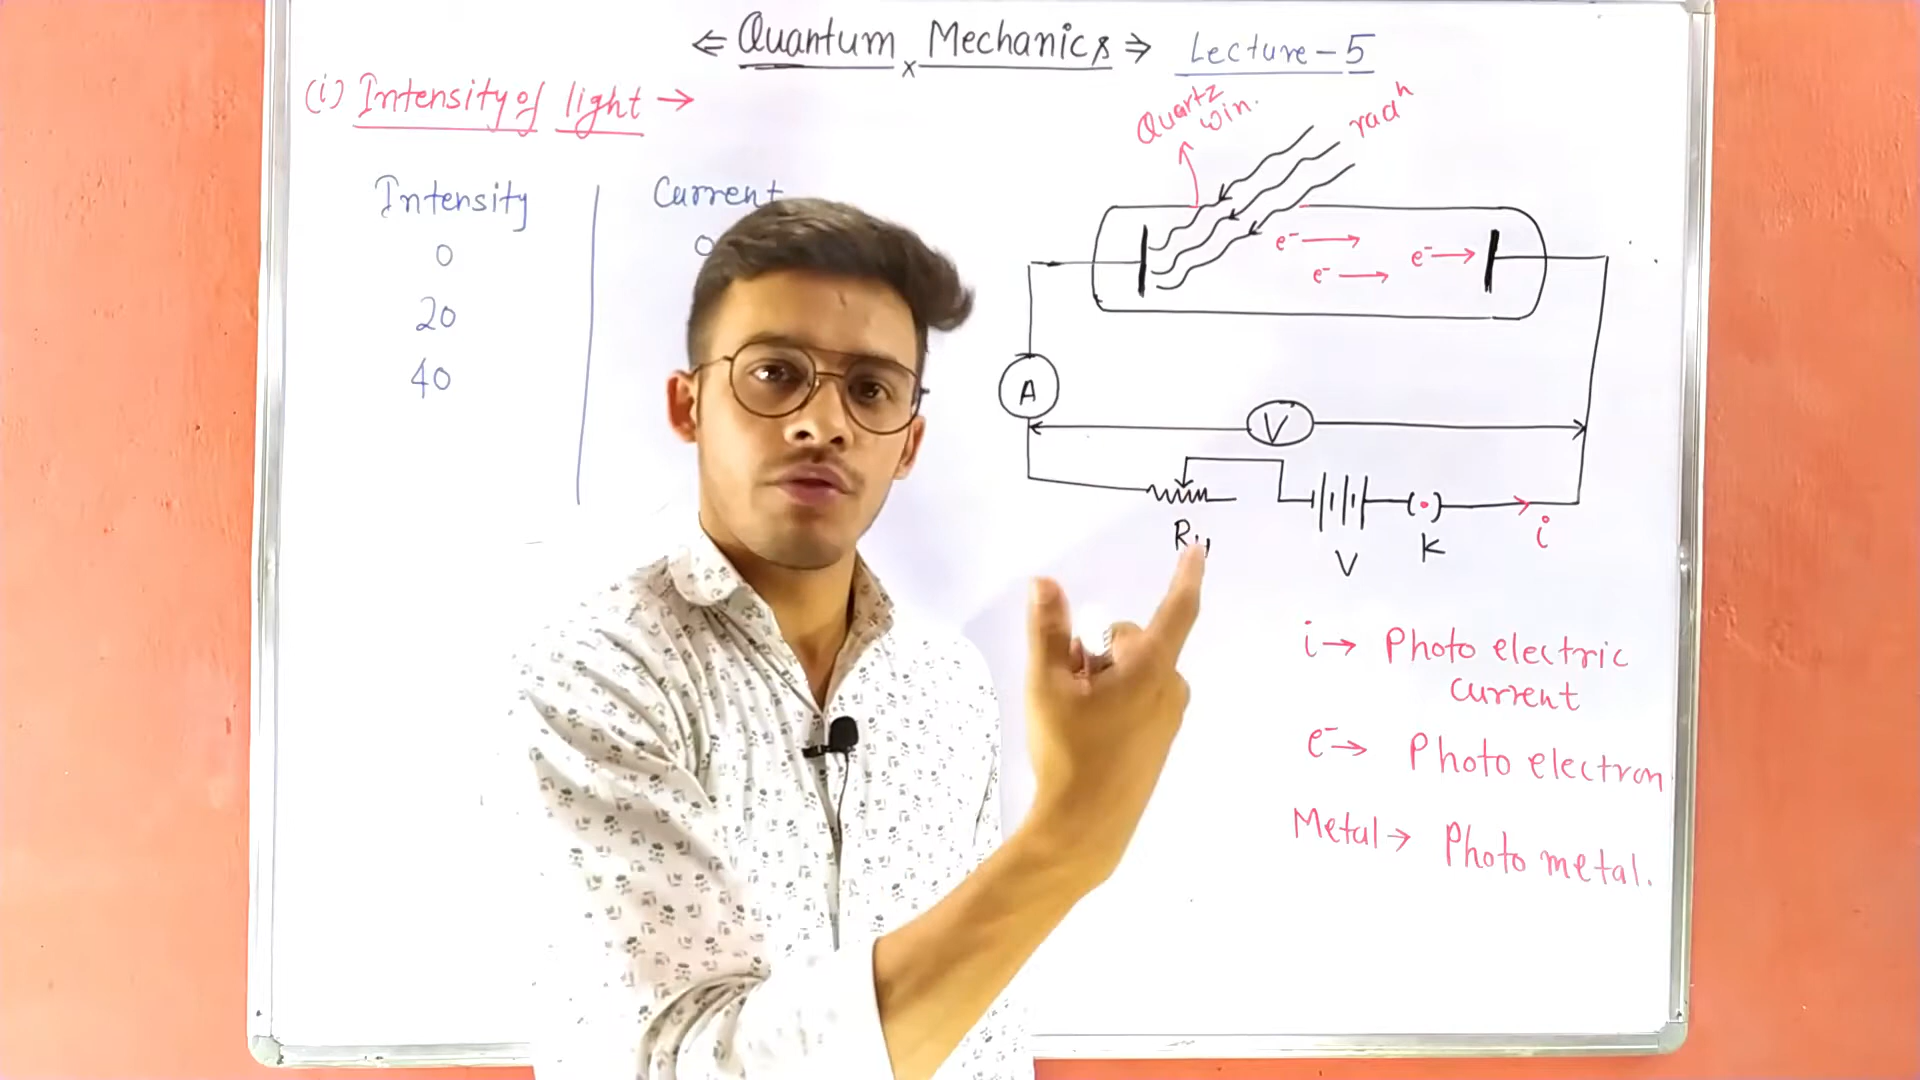 ⇐ Quantum Mechanics ⇒ Lecture-5
(i) Intensity of light →
Intensity Current
0 0
20
40
Quartz
win.
radⁿ
e⁻ → e⁻ →
e⁻ →
A
V
V
K
i
i → Photo electric
current
e⁻ → Photo electron
Metal → Photo metal.